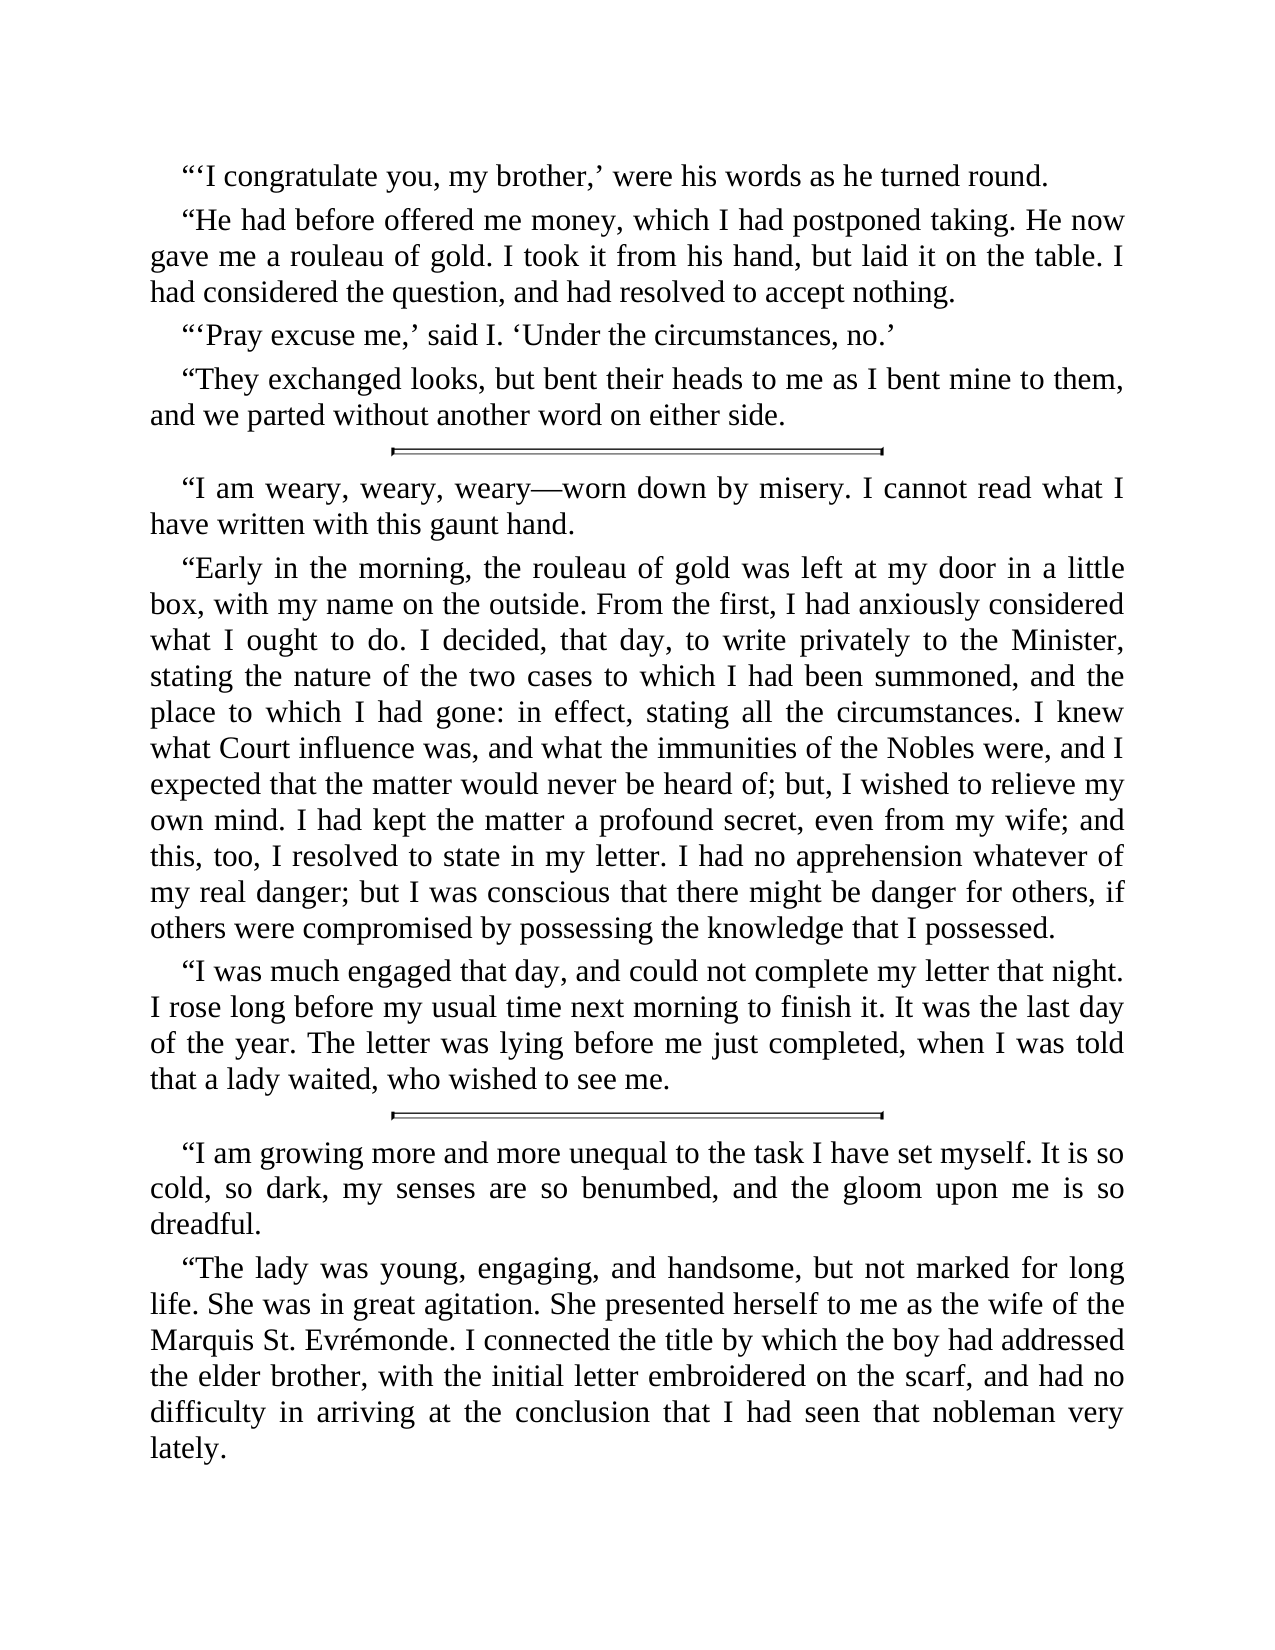 “‘I congratulate you, my brother,’ were his words as he turned round.
“He had before offered me money, which I had postponed taking. He now
gave me a rouleau of gold. I took it from his hand, but laid it on the table. I
had considered the question, and had resolved to accept nothing.
“‘Pray excuse me,’ said I. ‘Under the circumstances, no.’
“They exchanged looks, but bent their heads to me as I bent mine to them,
and we parted without another word on either side.
“I am weary, weary, weary—worn down by misery. I cannot read what I
have written with this gaunt hand.
“Early in the morning, the rouleau of gold was left at my door in a little
box, with my name on the outside. From the first, I had anxiously considered
what I ought to do. I decided, that day, to write privately to the Minister,
stating the nature of the two cases to which I had been summoned, and the
place to which I had gone: in effect, stating all the circumstances. I knew
what Court influence was, and what the immunities of the Nobles were, and I
expected that the matter would never be heard of; but, I wished to relieve my
own mind. I had kept the matter a profound secret, even from my wife; and
this, too, I resolved to state in my letter. I had no apprehension whatever of
my real danger; but I was conscious that there might be danger for others, if
others were compromised by possessing the knowledge that I possessed.
“I was much engaged that day, and could not complete my letter that night.
I rose long before my usual time next morning to finish it. It was the last day
of the year. The letter was lying before me just completed, when I was told
that a lady waited, who wished to see me.
“I am growing more and more unequal to the task I have set myself. It is so
cold, so dark, my senses are so benumbed, and the gloom upon me is so
dreadful.
“The lady was young, engaging, and handsome, but not marked for long
life. She was in great agitation. She presented herself to me as the wife of the
Marquis St. Evrémonde. I connected the title by which the boy had addressed
the elder brother, with the initial letter embroidered on the scarf, and had no
difficulty in arriving at the conclusion that I had seen that nobleman very
lately.